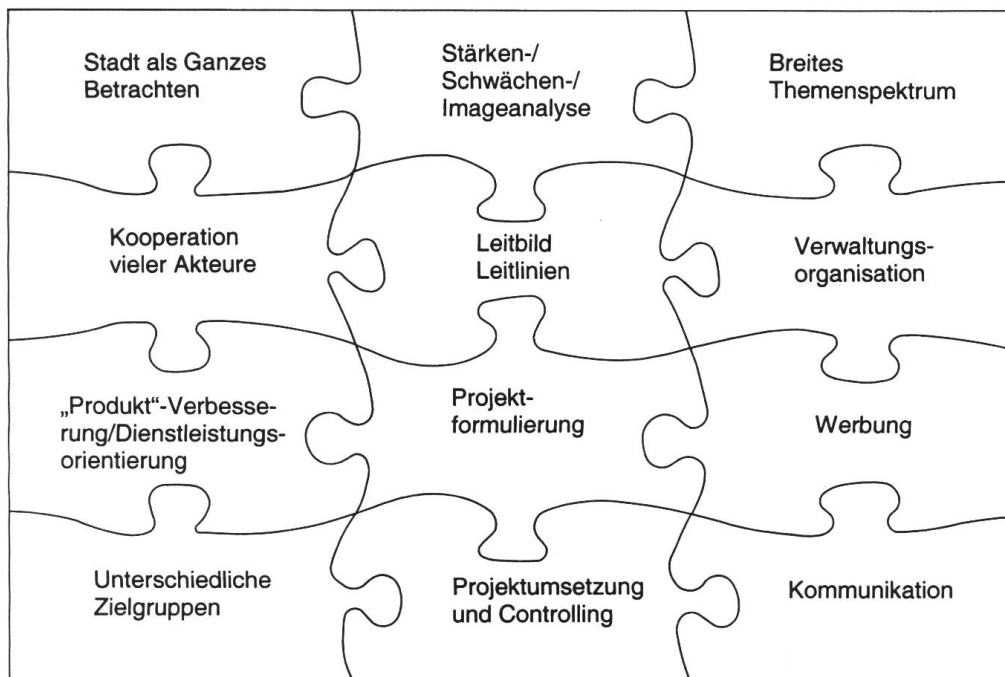 Stadt als Ganzes
Betrachten
Stärken-/
Schwächen-/
Imageanalyse
Breites
Themenspektrum
Kooperation
vieler Akteure
Leitbild
Leitlinien
Verwaltungs-
organisation
„Produkt“-Verbesse-
rung/Dienstleistungs-
orientierung
Projekt-
formulierung
Werbung
Unterschiedliche
Zielgruppen
Projektumsetzung
und Controlling
Kommunikation